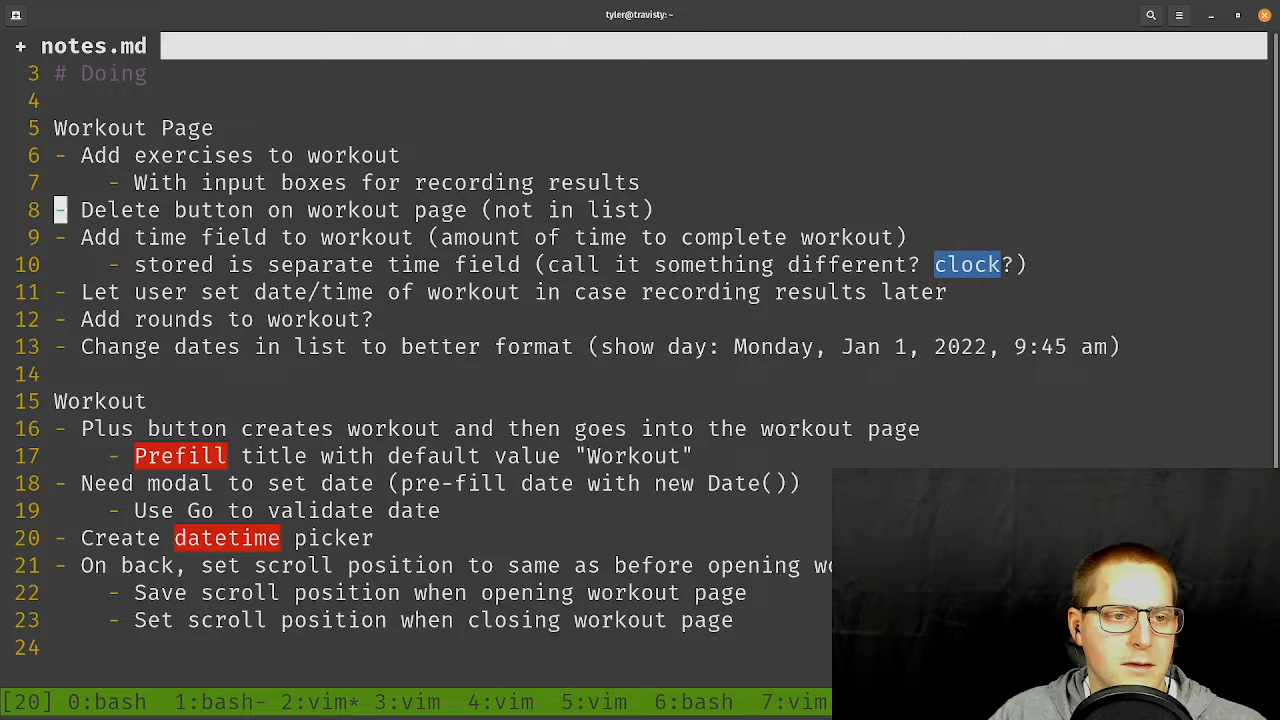 tyler@travisty: ~
+ notes.md
3 # Doing
4
5 Workout Page
6 - Add exercises to workout
7 - With input boxes for recording results
8 - Delete button on workout page (not in list)
9 - Add time field to workout (amount of time to complete workout)
10 - stored is separate time field (call it something different? clock?)
11 - Let user set date/time of workout in case recording results later
12 - Add rounds to workout?
13 - Change dates in list to better format (show day: Monday, Jan 1, 2022, 9:45 am)
14
15 Workout
16 - Plus button creates workout and then goes into the workout page
17 - Prefill title with default value "Workout"
18 - Need modal to set date (pre-fill date with new Date())
19 - Use Go to validate date
20 - Create datetime picker
21 - On back, set scroll position to same as before opening wo
22 - Save scroll position when opening workout page
23 - Set scroll position when closing workout page
24
[20] 0:bash 1:bash- 2:vim* 3:vim 4:vim 5:vim 6:bash 7:vim